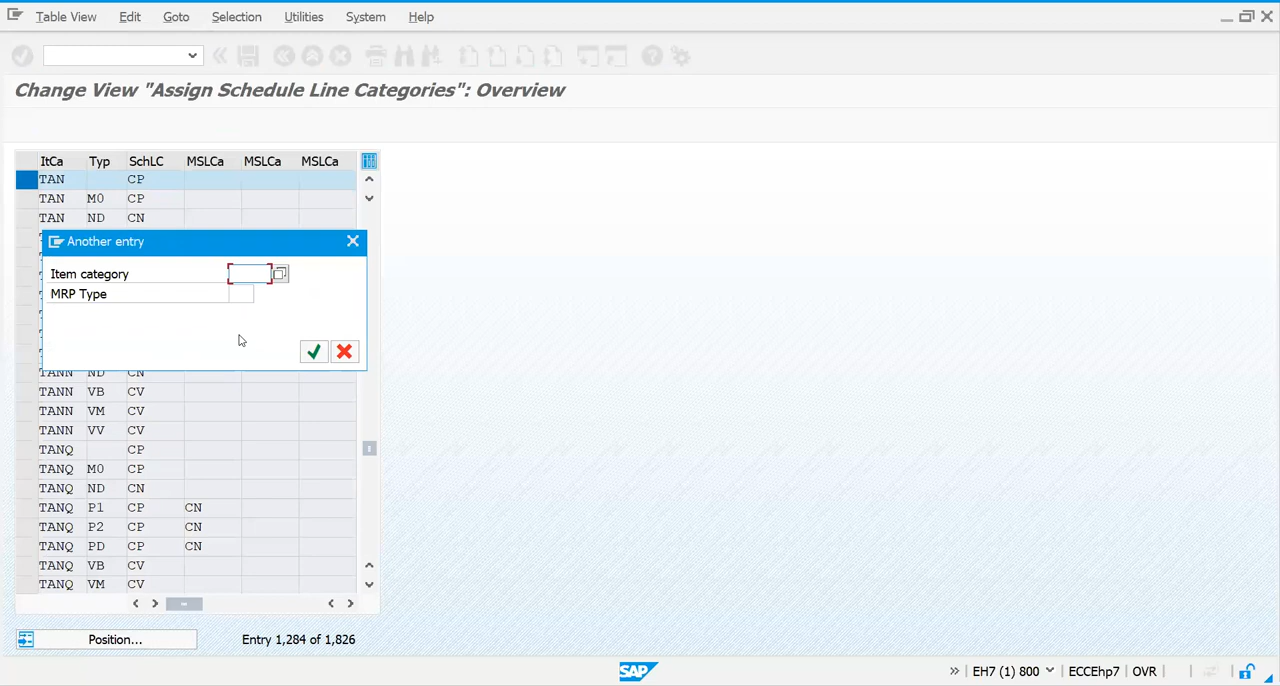 Table View Edit Goto Selection Utilities System Help
Change View "Assign Schedule Line Categories": Overview
ItCa Typ SchLC MSLCa MSLCa MSLCa
TAN CP
TAN M0 CP
TAN ND CN
Another entry
Item category
MRP Type
TANN ND CN
TANN VB CV
TANN VM CV
TANN VV CV
TANQ CP
TANQ M0 CP
TANQ ND CN
TANQ P1 CP CN
TANQ P2 CP CN
TANQ PD CP CN
TANQ VB CV
TANQ VM CV
Position... Entry 1,284 of 1,826
SAP EH7 (1) 800 ECCEhp7 OVR